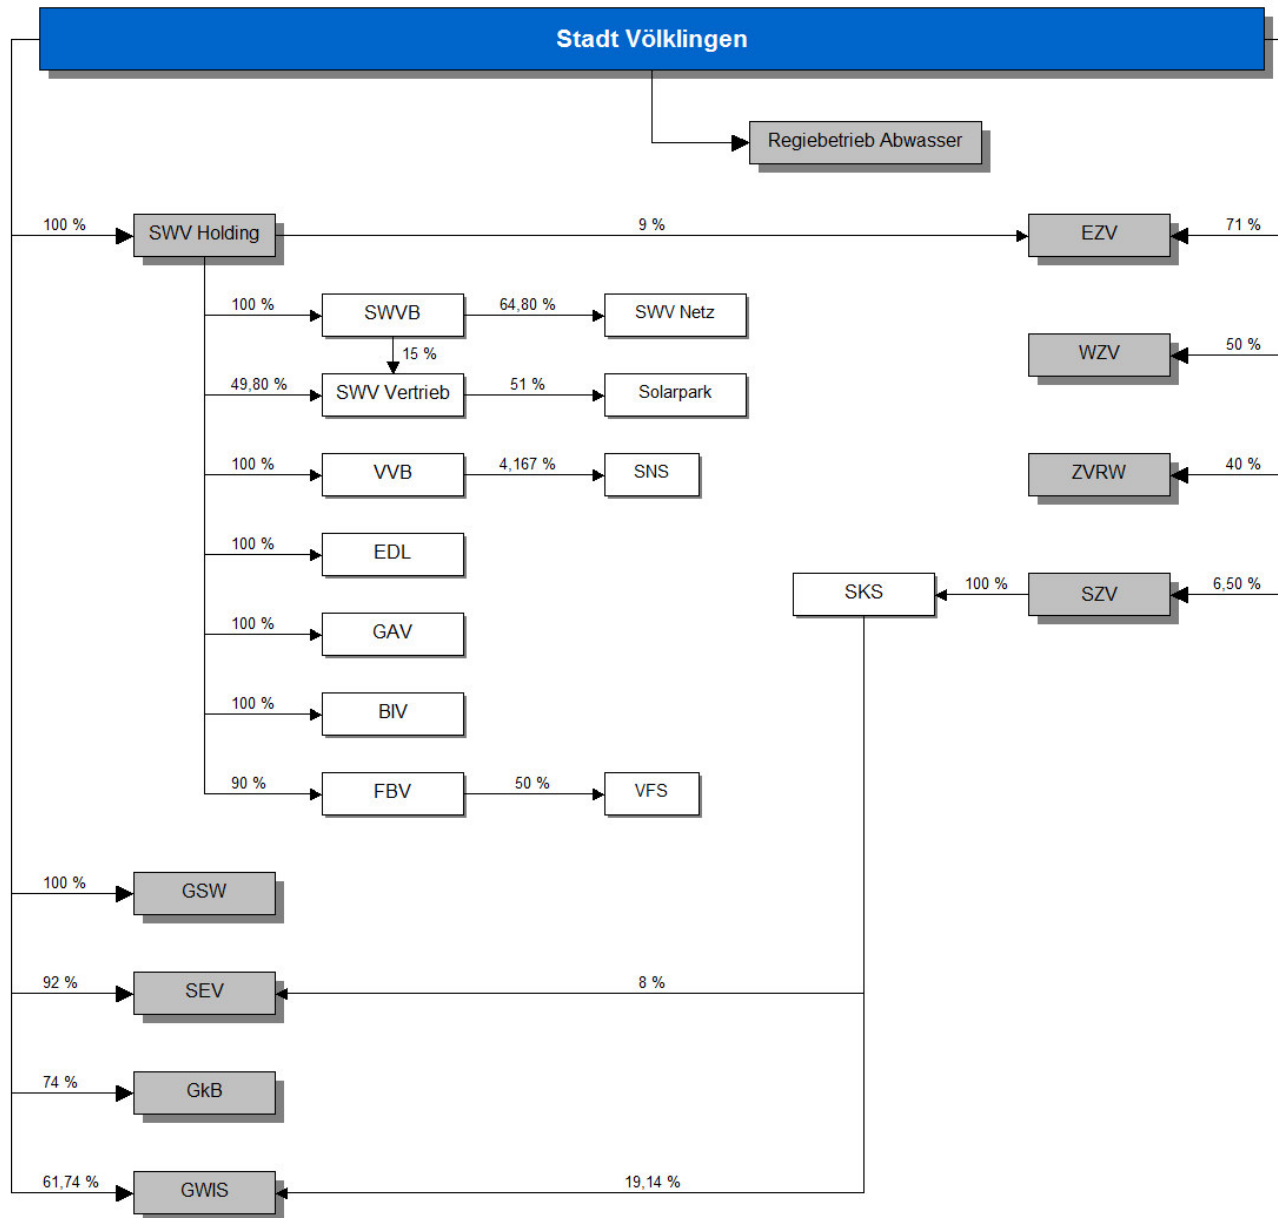 Stadt Völklingen
Regiebetrieb Abwasser
100 %
SWV Holding
9 %
EZV
71 %
100 %
SWVB
64,80 %
SWV Netz
15 %
WZV
50 %
49,80 %
SWV Vertrieb
51 %
Solarpark
100 %
VVB
4,167 %
SNS
ZVRW
40 %
100 %
EDL
SKS
100 %
SZV
6,50 %
100 %
GAV
100 %
BIV
90 %
FBV
50 %
VFS
100 %
GSW
92 %
SEV
8 %
74 %
GkB
61,74 %
GWIS
19,14 %